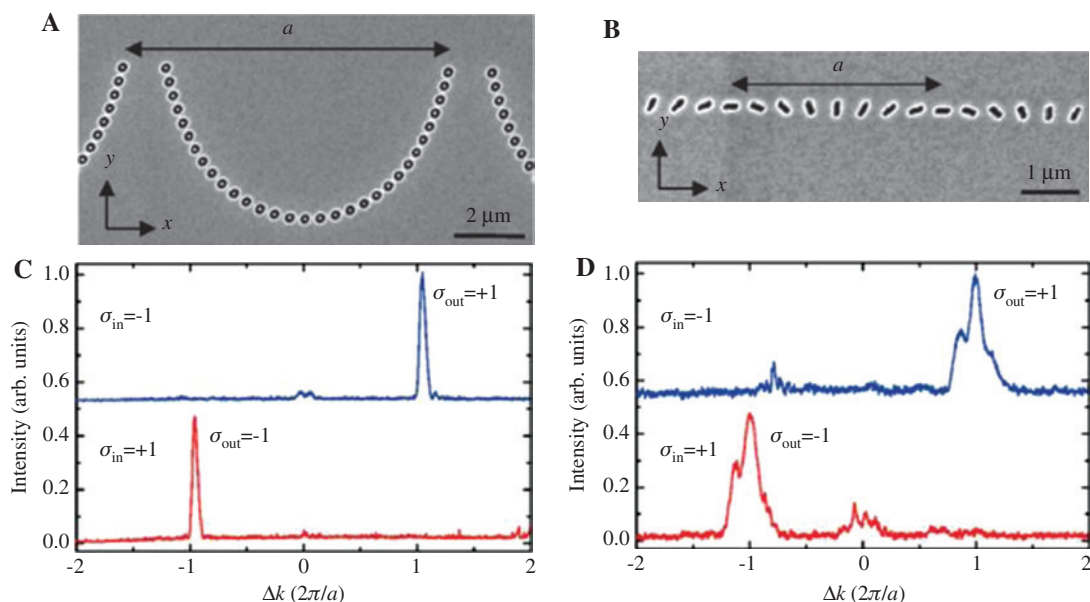 A
a
y
x
2 μm
B
a
y
x
1 μm
C
Intensity (arb. units)
1.0
0.8
0.6
0.4
0.2
0.0
σin=-1
σout=+1
σin=+1
σout=-1
-2 -1 0 1 2
Δk (2π/a)
D
Intensity (arb. units)
1.0
0.8
0.6
0.4
0.2
0.0
σin=-1
σout=+1
σin=+1
σout=-1
-2 -1 0 1 2
Δk (2π/a)